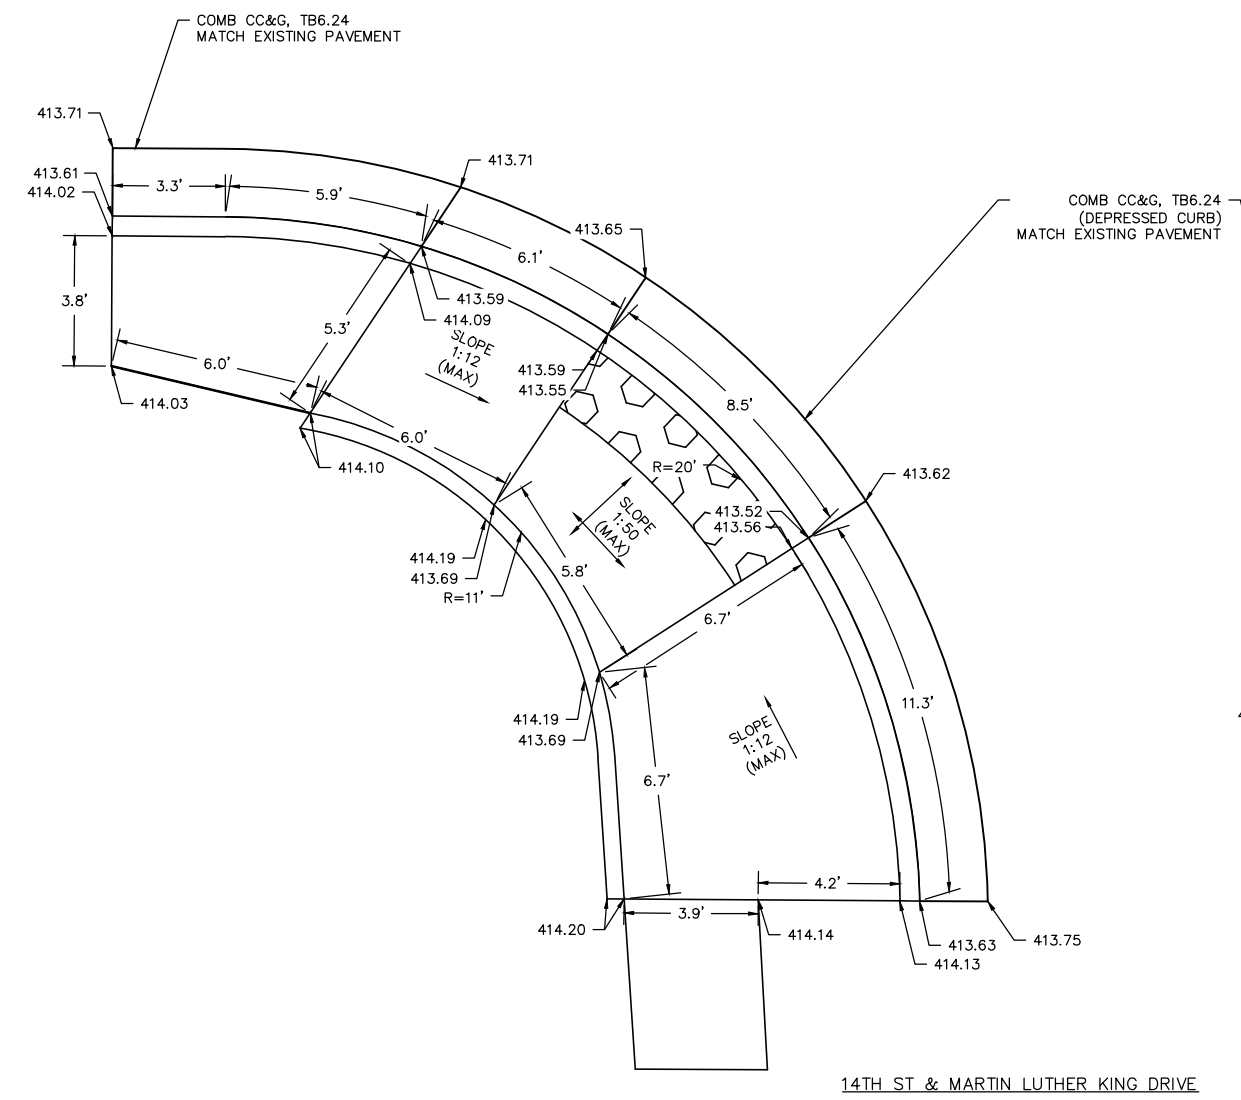 COMB CC&G, TB6.24
MATCH EXISTING PAVEMENT
413.71
413.61
414.02
3.3'
5.9'
413.71
413.65
6.1'
COMB CC&G, TB6.24
(DEPRESSED CURB)
MATCH EXISTING PAVEMENT
3.8'
5.3'
413.59
414.09
SLOPE
1:12
(MAX)
6.0'
414.03
413.59
413.55
8.5'
6.0'
414.10
R=20'
413.62
413.52
413.56
SLOPE
1:50
(MAX)
414.19
413.69
R=11'
5.8'
6.7'
11.3'
414.19
413.69
SLOPE
1:12
(MAX)
6.7'
4.2'
3.9'
414.20
414.14
413.63
414.13
413.75
14TH ST & MARTIN LUTHER KING DRIVE